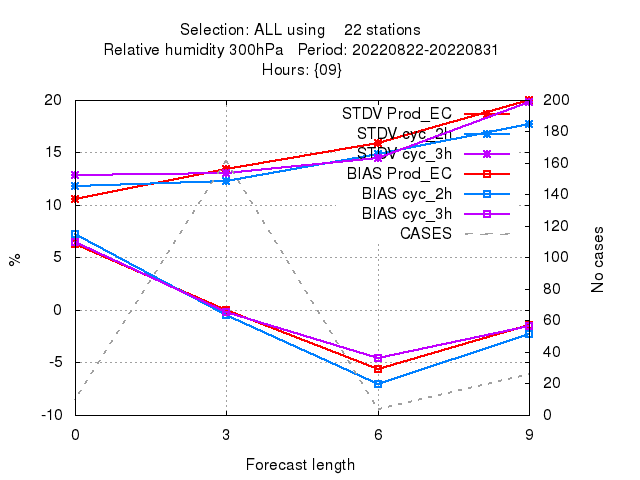 Selection: ALL using    22 stations
Relative humidity 300hPa   Period: 20220822-20220831
Hours: {09}
STDV Prod_EC
STDV cyc_2h
STDV cyc_3h
BIAS Prod_EC
BIAS cyc_2h
BIAS cyc_3h
CASES
20
15
10
5
0
-5
-10
%
200
180
160
140
120
100
80
60
40
20
0
No cases
0 3 6 9
Forecast length